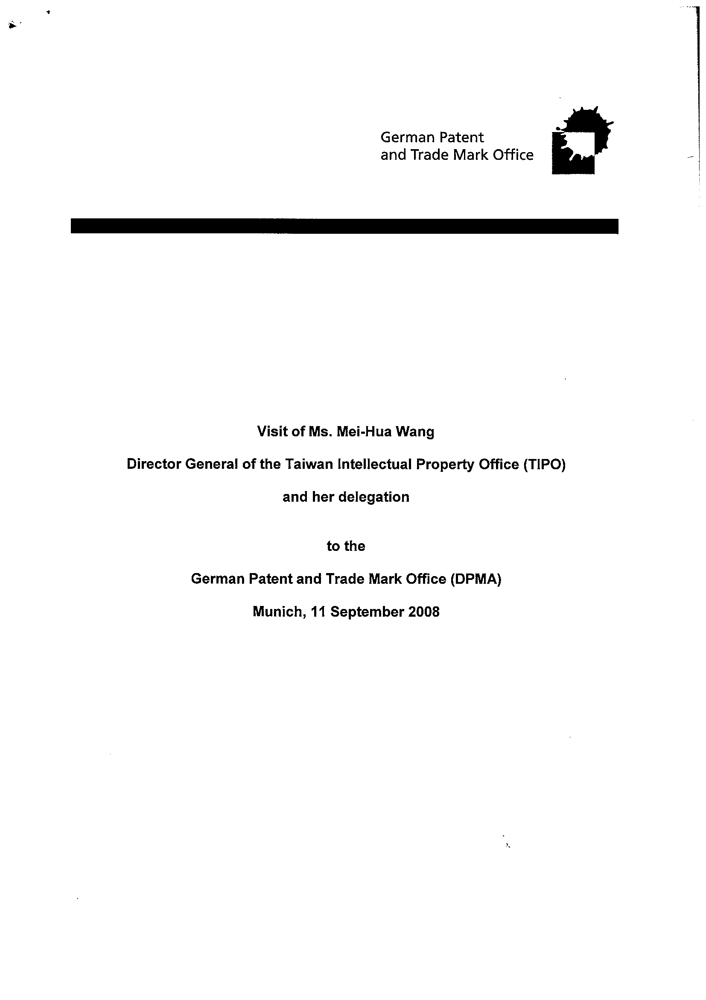 German Patent
and Trade Mark Office
Visit of Ms. Mei-Hua Wang
Director General of the Taiwan Intellectual Property Office (TIPO)
and her delegation
to the
German Patent and Trade Mark Office (DPMA)
Munich, 11 September 2008